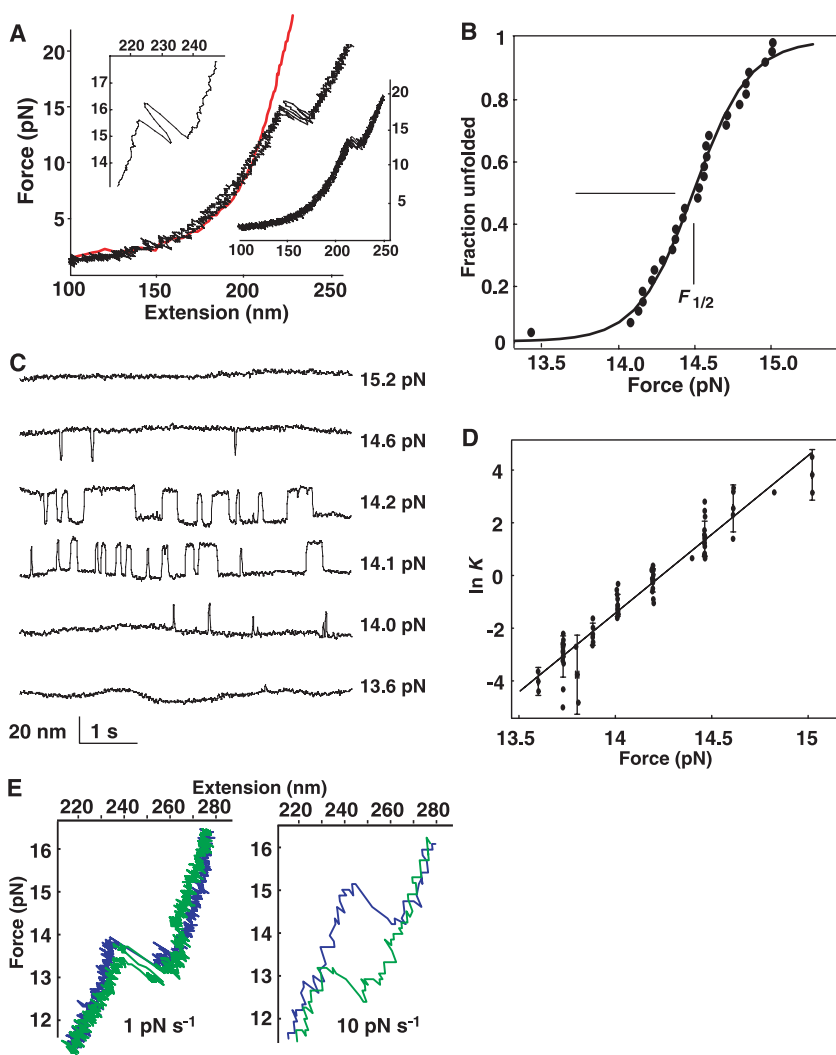 A
220 230 240
17
16
15
14
20
15
10
5
Force (pN)
20
15
10
5
100 150 200 250
100 150 200 250
Extension (nm)
B
1
0.8
0.6
0.4
0.2
0
Fraction unfolded
F1/2
13.5 14.0 14.5 15.0
Force (pN)
C
15.2 pN
14.6 pN
14.2 pN
14.1 pN
14.0 pN
13.6 pN
20 nm 1 s
D
4
2
0
-2
-4
ln K
13.5 14 14.5 15
Force (pN)
E
Extension (nm)
220 240 260 280
220 240 260 280
16
15
14
13
12
Force (pN)
1 pN s-1
16
15
14
13
12
10 pN s-1